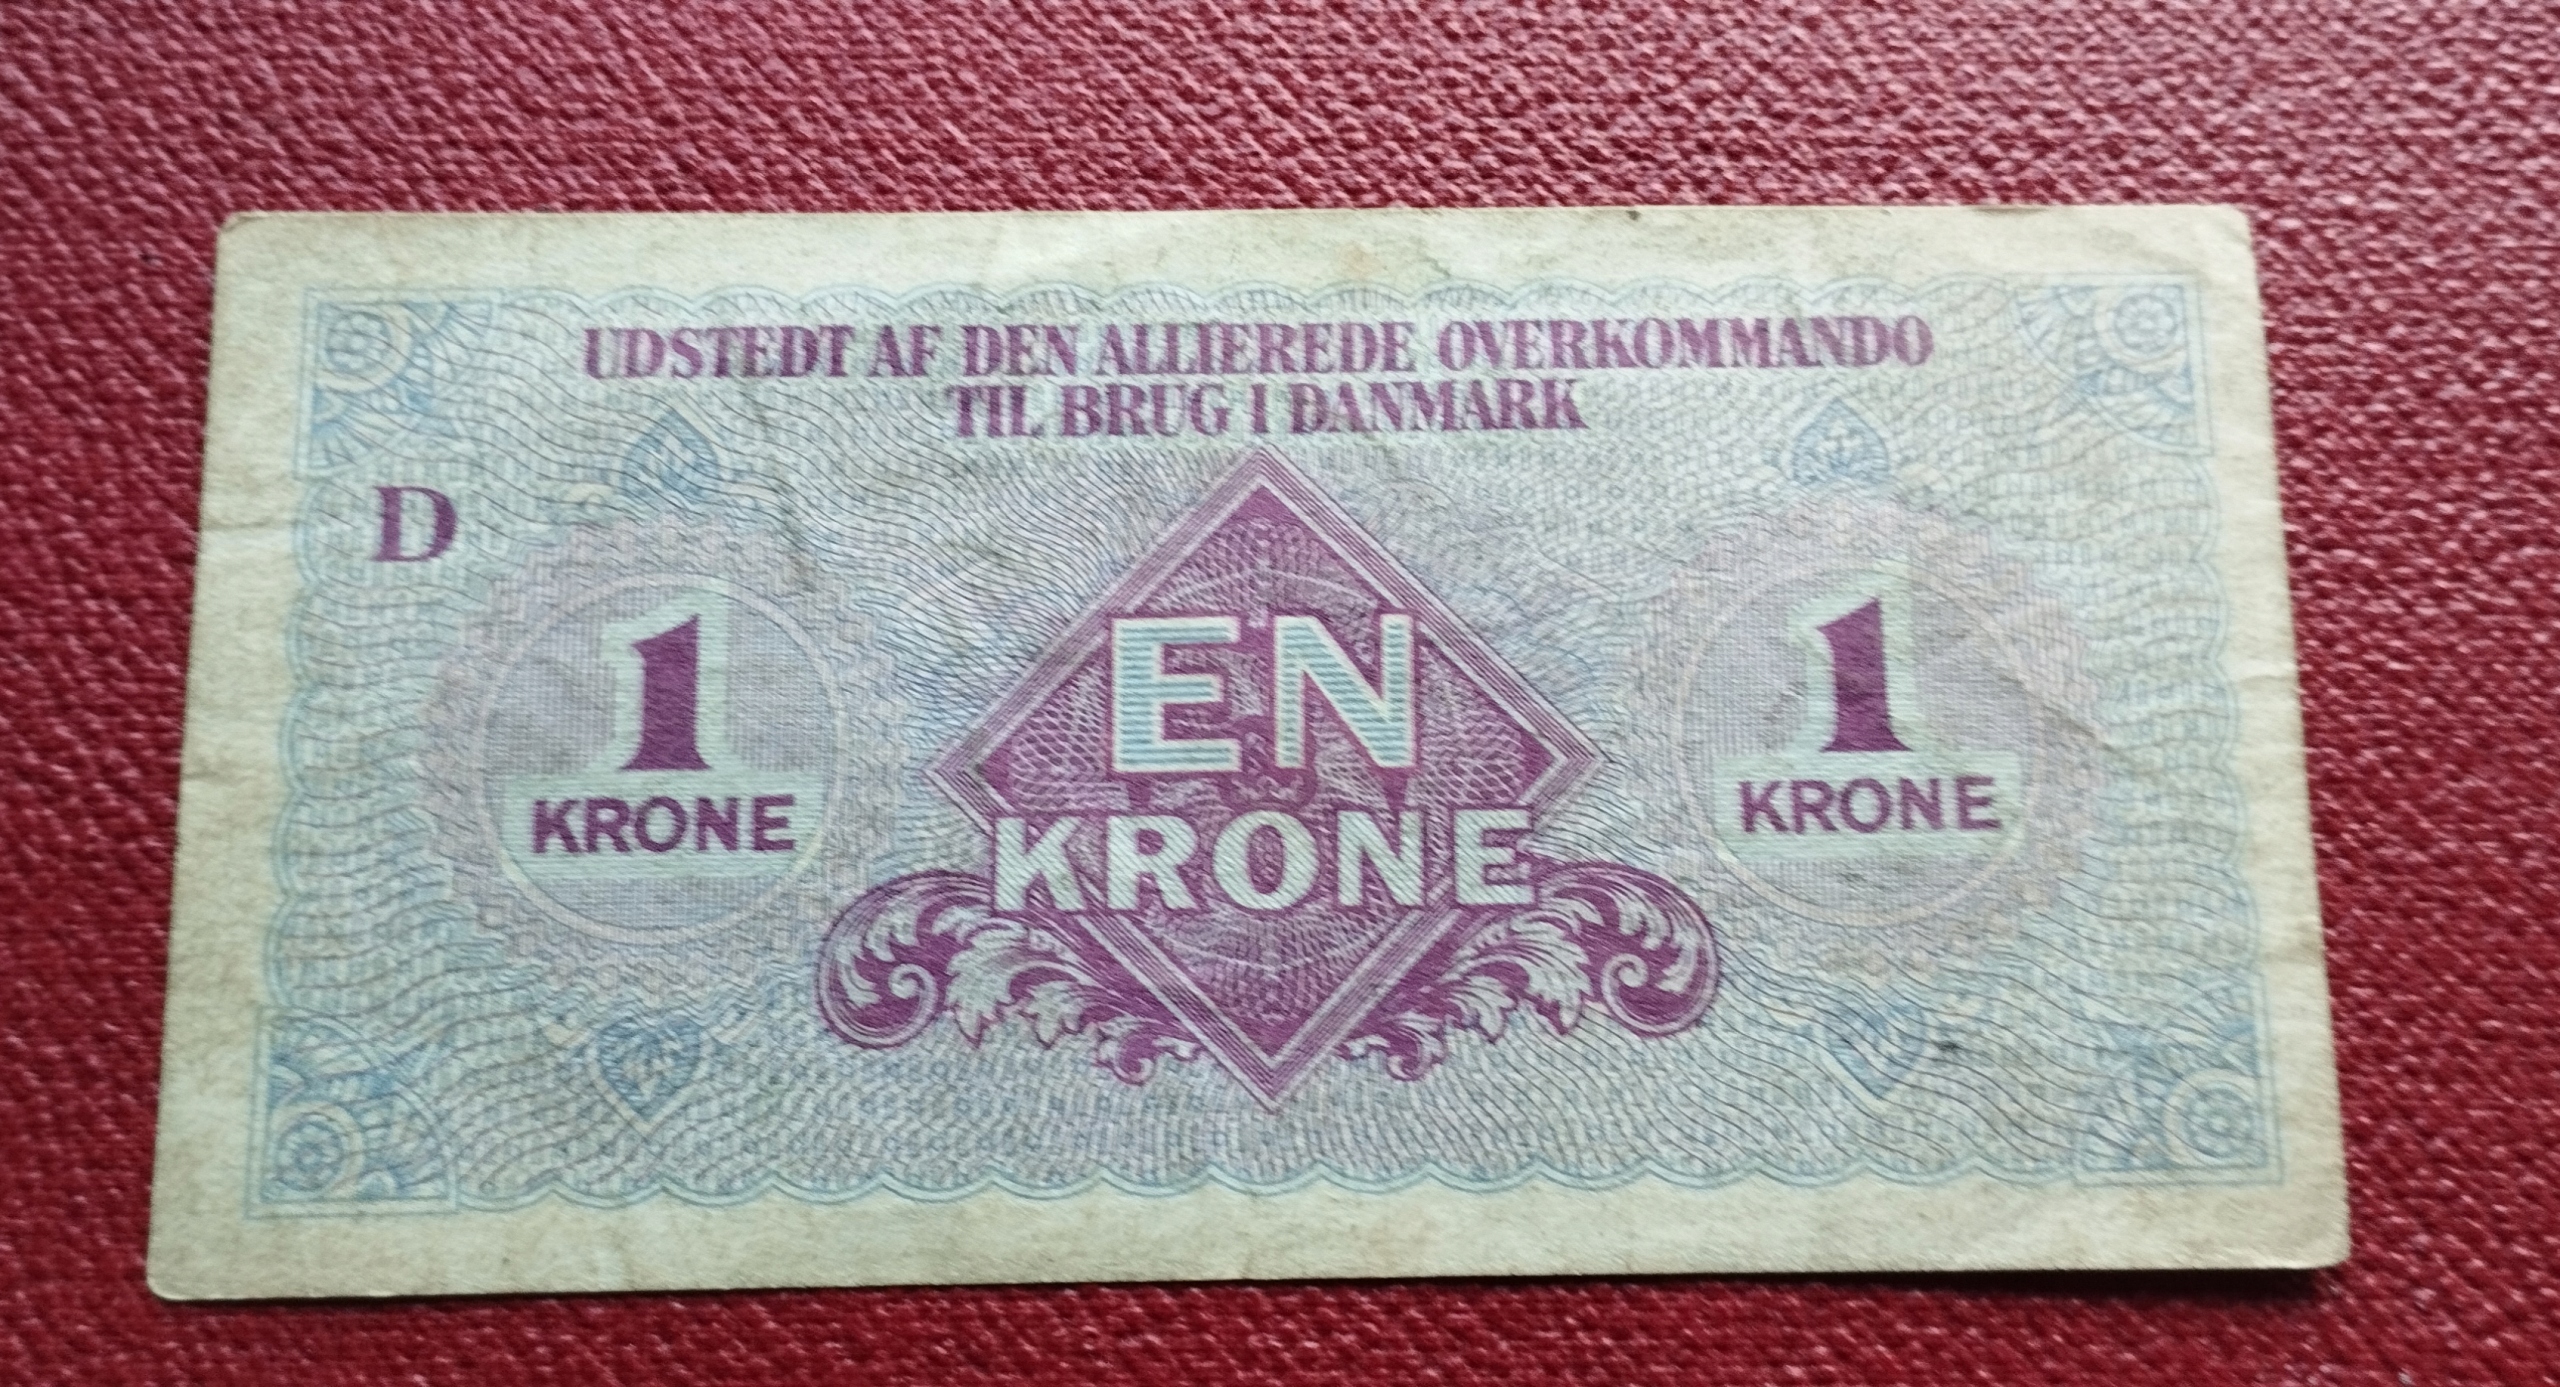 UDSTEDT AF DEN ALLIEREDE OVERKOMMANDO
TIL BRUG I DANMARK
D
1
KRONE
EN
KRONE
1
KRONE